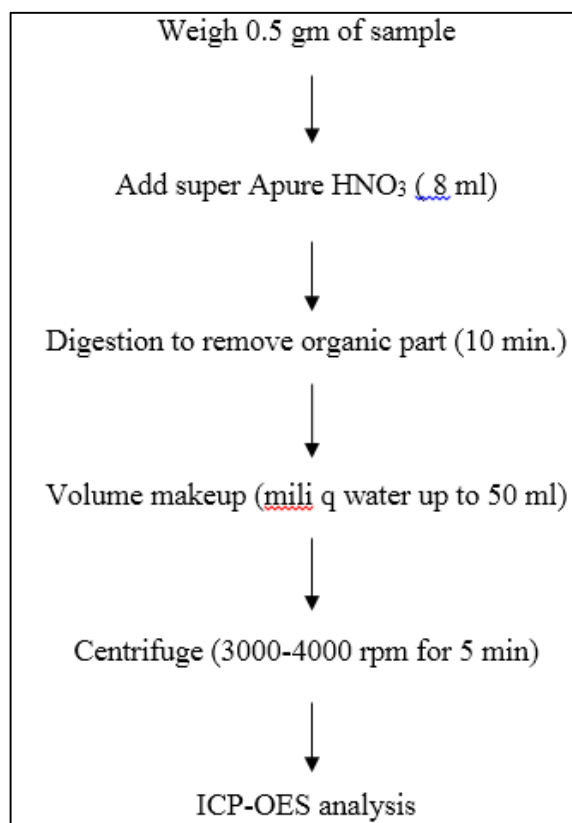 Weigh 0.5 gm of sample
Add super Apure HNO₃ ( 8 ml)
Digestion to remove organic part (10 min.)
Volume makeup (mili q water up to 50 ml)
Centrifuge (3000-4000 rpm for 5 min)
ICP-OES analysis